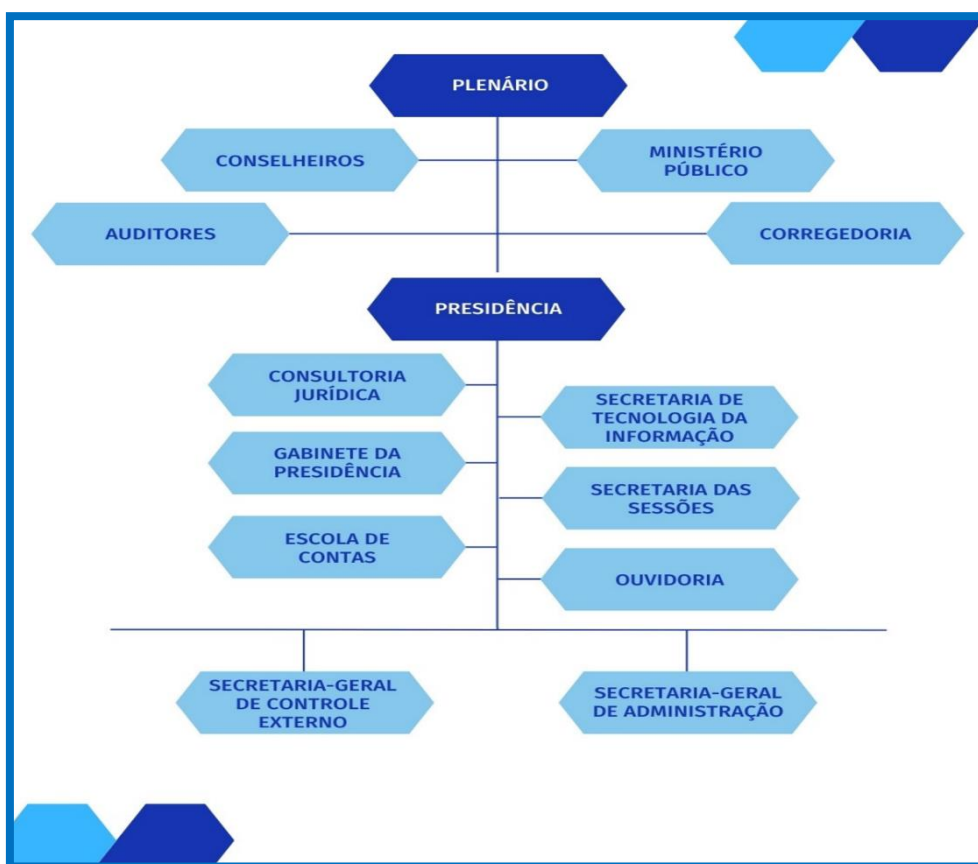 PLENÁRIO
CONSELHEIROS
MINISTÉRIO
PÚBLICO
AUDITORES
CORREGEDORIA
PRESIDÊNCIA
CONSULTORIA
JURÍDICA
SECRETARIA DE
TECNOLOGIA DA
INFORMAÇÃO
GABINETE DA
PRESIDÊNCIA
SECRETARIA DAS
SESSÕES
ESCOLA DE
CONTAS
OUVIDORIA
SECRETARIA-GERAL
DE CONTROLE
EXTERNO
SECRETARIA-GERAL
DE ADMINISTRAÇÃO